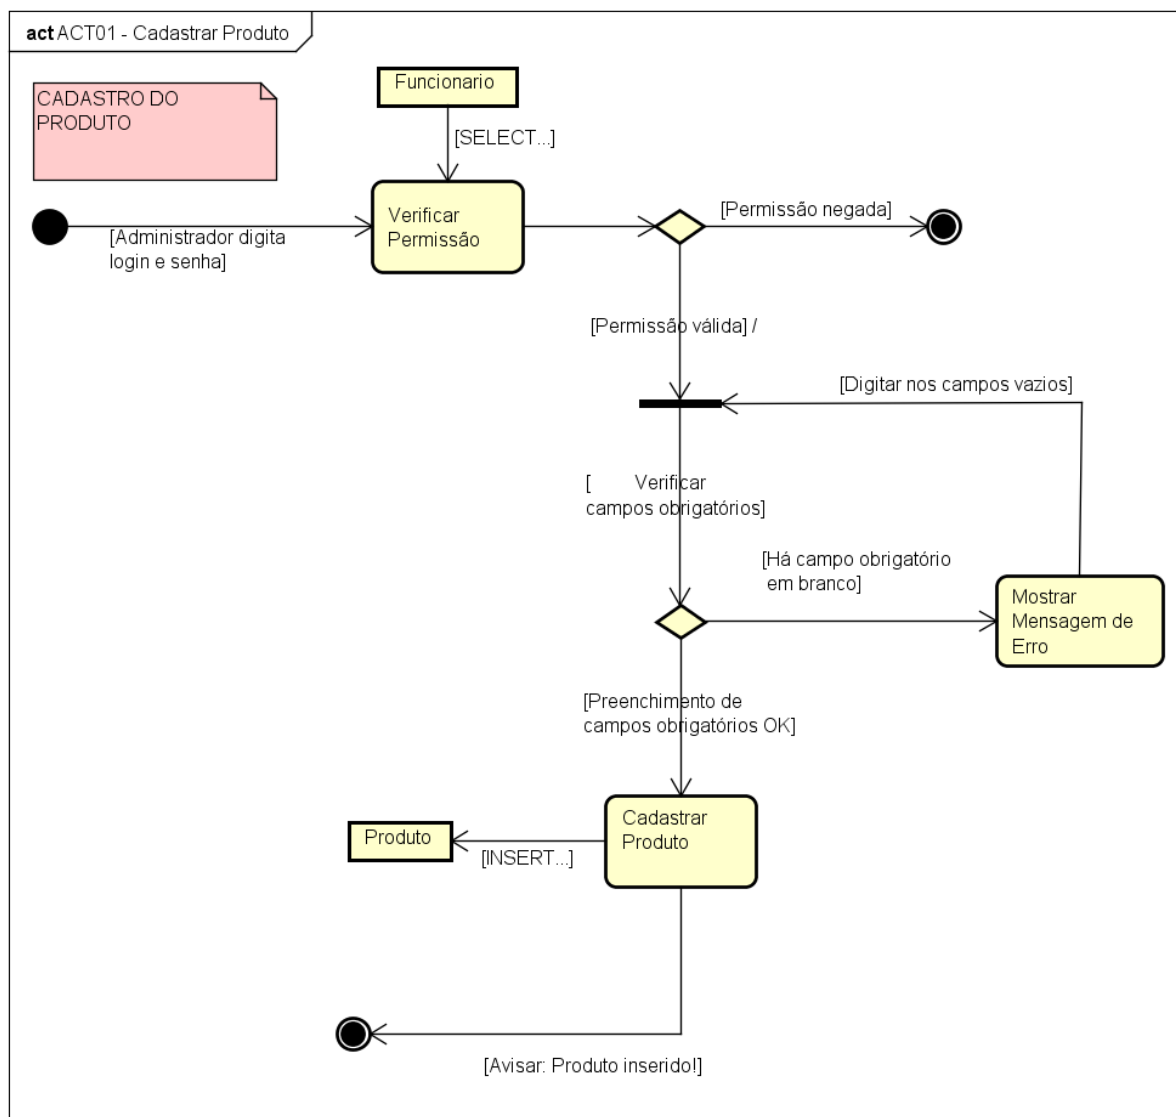 act ACT01 - Cadastrar Produto
CADASTRO DO
PRODUTO
Funcionario
[SELECT...]
Verificar
Permissão
[Administrador digita
login e senha]
[Permissão negada]
[Permissão válida] /
[Digitar nos campos vazios]
[ Verificar
campos obrigatórios]
[Há campo obrigatório
em branco]
Mostrar
Mensagem de
Erro
[Preenchimento de
campos obrigatórios OK]
Cadastrar
Produto
Produto
[INSERT...]
[Avisar: Produto inserido!]